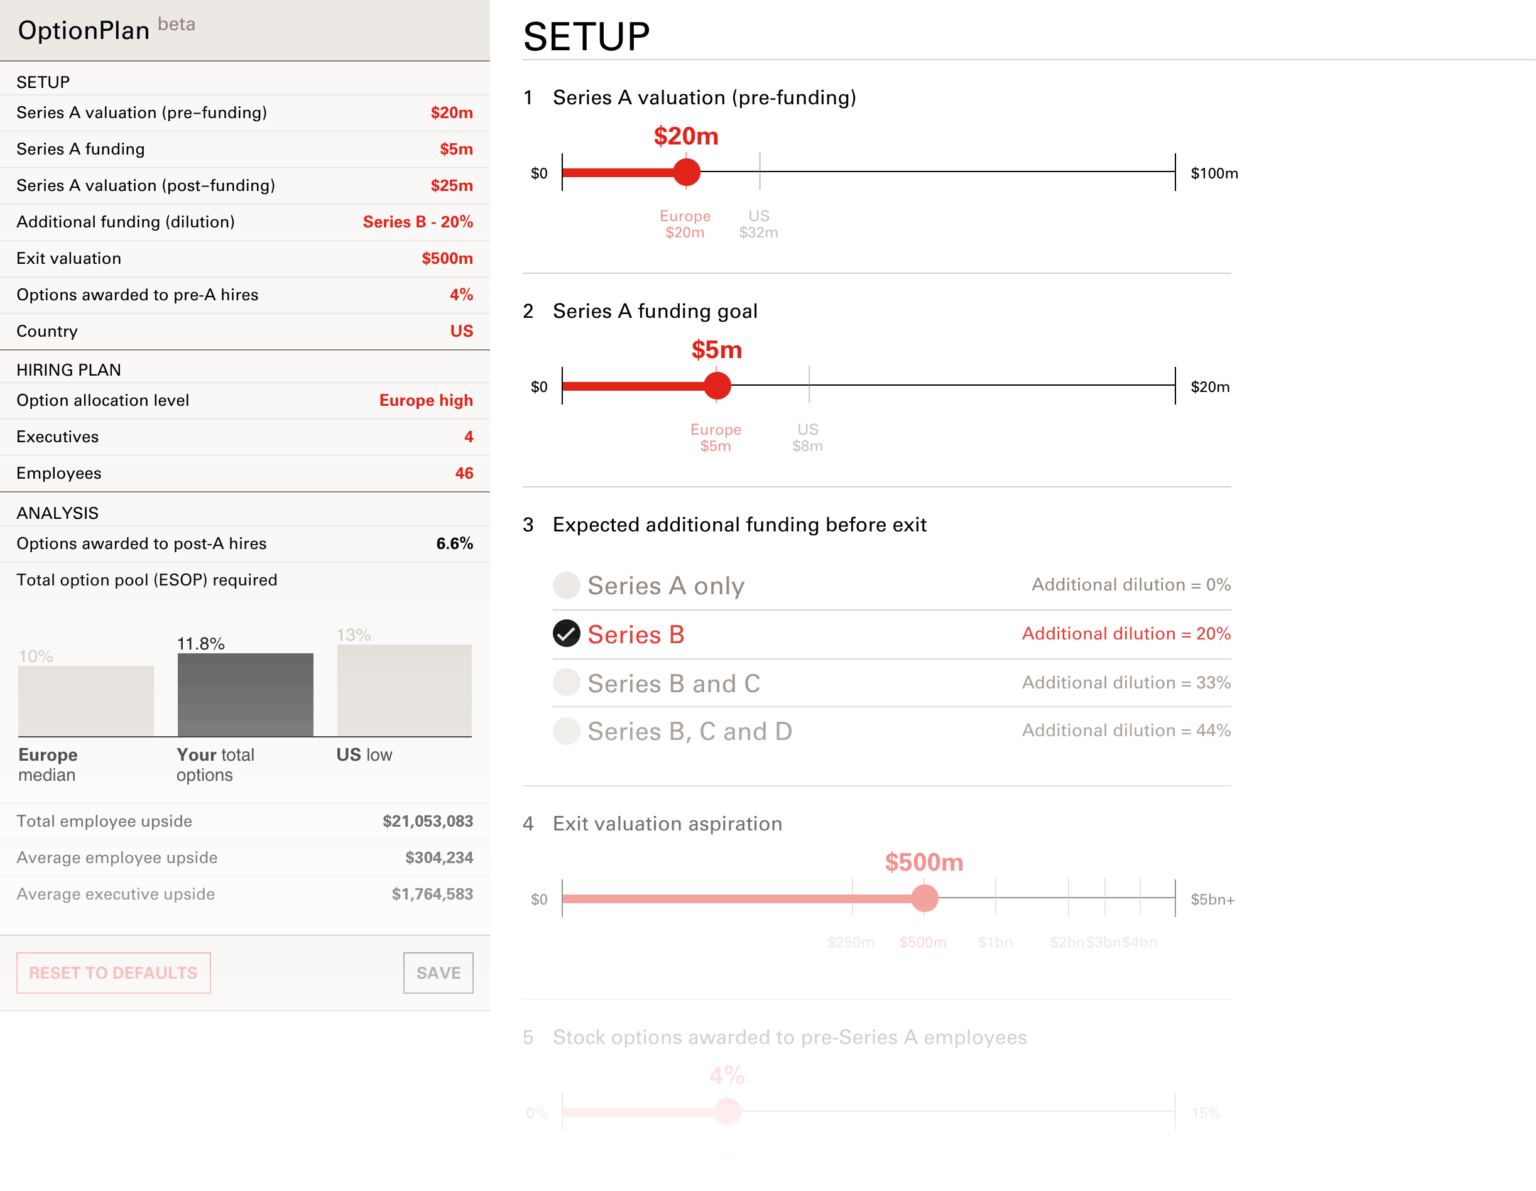 OptionPlan beta
SETUP
Series A valuation (pre–funding) $20m
Series A funding $5m
Series A valuation (post–funding) $25m
Additional funding (dilution) Series B - 20%
Exit valuation $500m
Options awarded to pre-A hires 4%
Country US
HIRING PLAN
Option allocation level Europe high
Executives 4
Employees 46
ANALYSIS
Options awarded to post-A hires 6.6%
Total option pool (ESOP) required
10% 11.8% 13%
Europe median
Your total options
US low
Total employee upside $21,053,083
Average employee upside $304,234
Average executive upside $1,764,583
RESET TO DEFAULTS SAVE
SETUP
1 Series A valuation (pre-funding)
$20m
$0 $100m
Europe US
$20m $32m
2 Series A funding goal
$5m
$0 $20m
Europe US
$5m $8m
3 Expected additional funding before exit
Series A only Additional dilution = 0%
Series B Additional dilution = 20%
Series B and C Additional dilution = 33%
Series B, C and D Additional dilution = 44%
4 Exit valuation aspiration
$500m
$0 $5bn+
$250m $500m $1bn $2bn $3bn $4bn
5 Stock options awarded to pre-Series A employees
4%
0% 15%